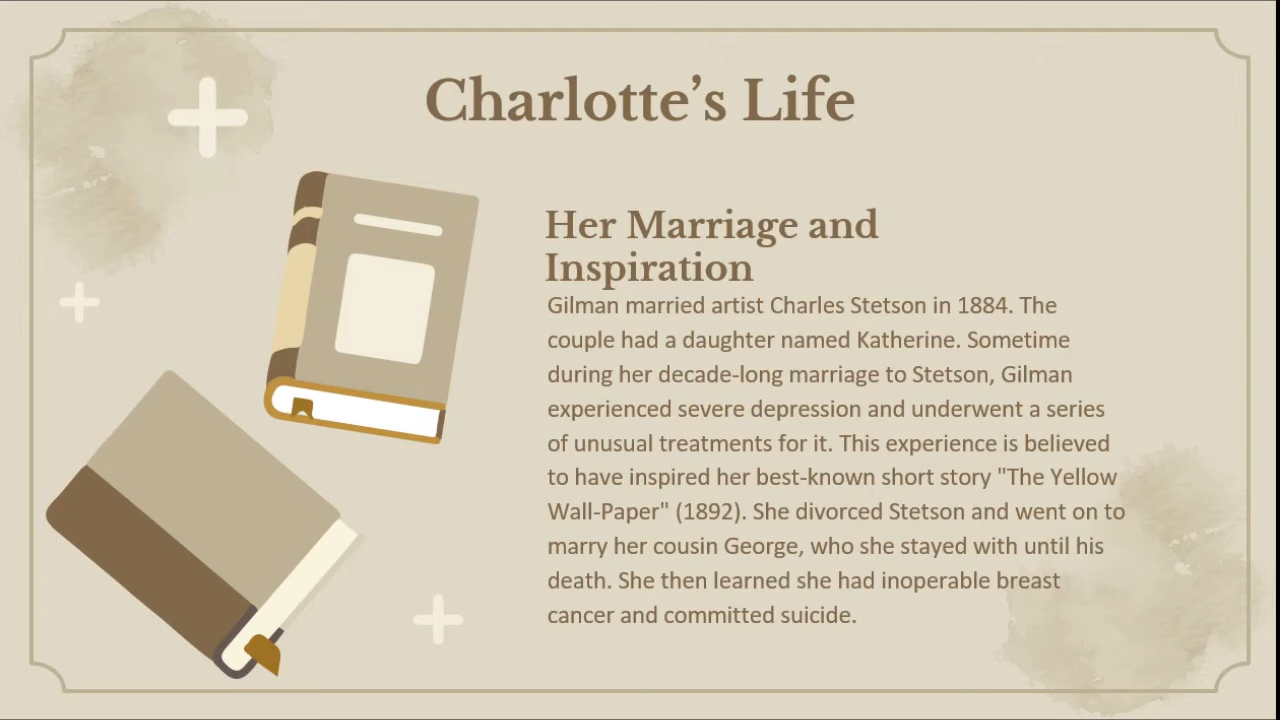 Charlotte’s Life
Her Marriage and
Inspiration
Gilman married artist Charles Stetson in 1884. The
couple had a daughter named Katherine. Sometime
during her decade-long marriage to Stetson, Gilman
experienced severe depression and underwent a series
of unusual treatments for it. This experience is believed
to have inspired her best-known short story "The Yellow
Wall-Paper" (1892). She divorced Stetson and went on to
marry her cousin George, who she stayed with until his
death. She then learned she had inoperable breast
cancer and committed suicide.